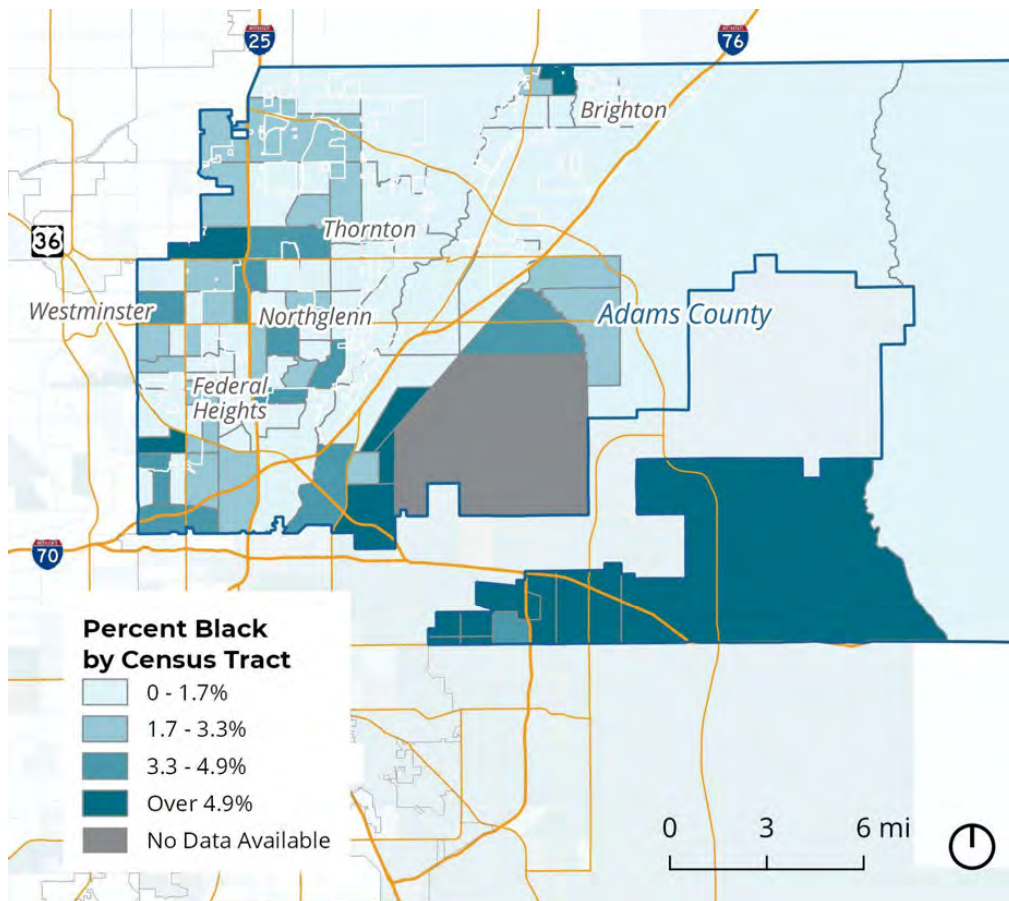 25
76
Brighton
36
Thornton
Westminster
Northglenn
Adams County
Federal
Heights
70
Percent Black
by Census Tract
0 - 1.7%
1.7 - 3.3%
3.3 - 4.9%
Over 4.9%
No Data Available
0 3 6 mi